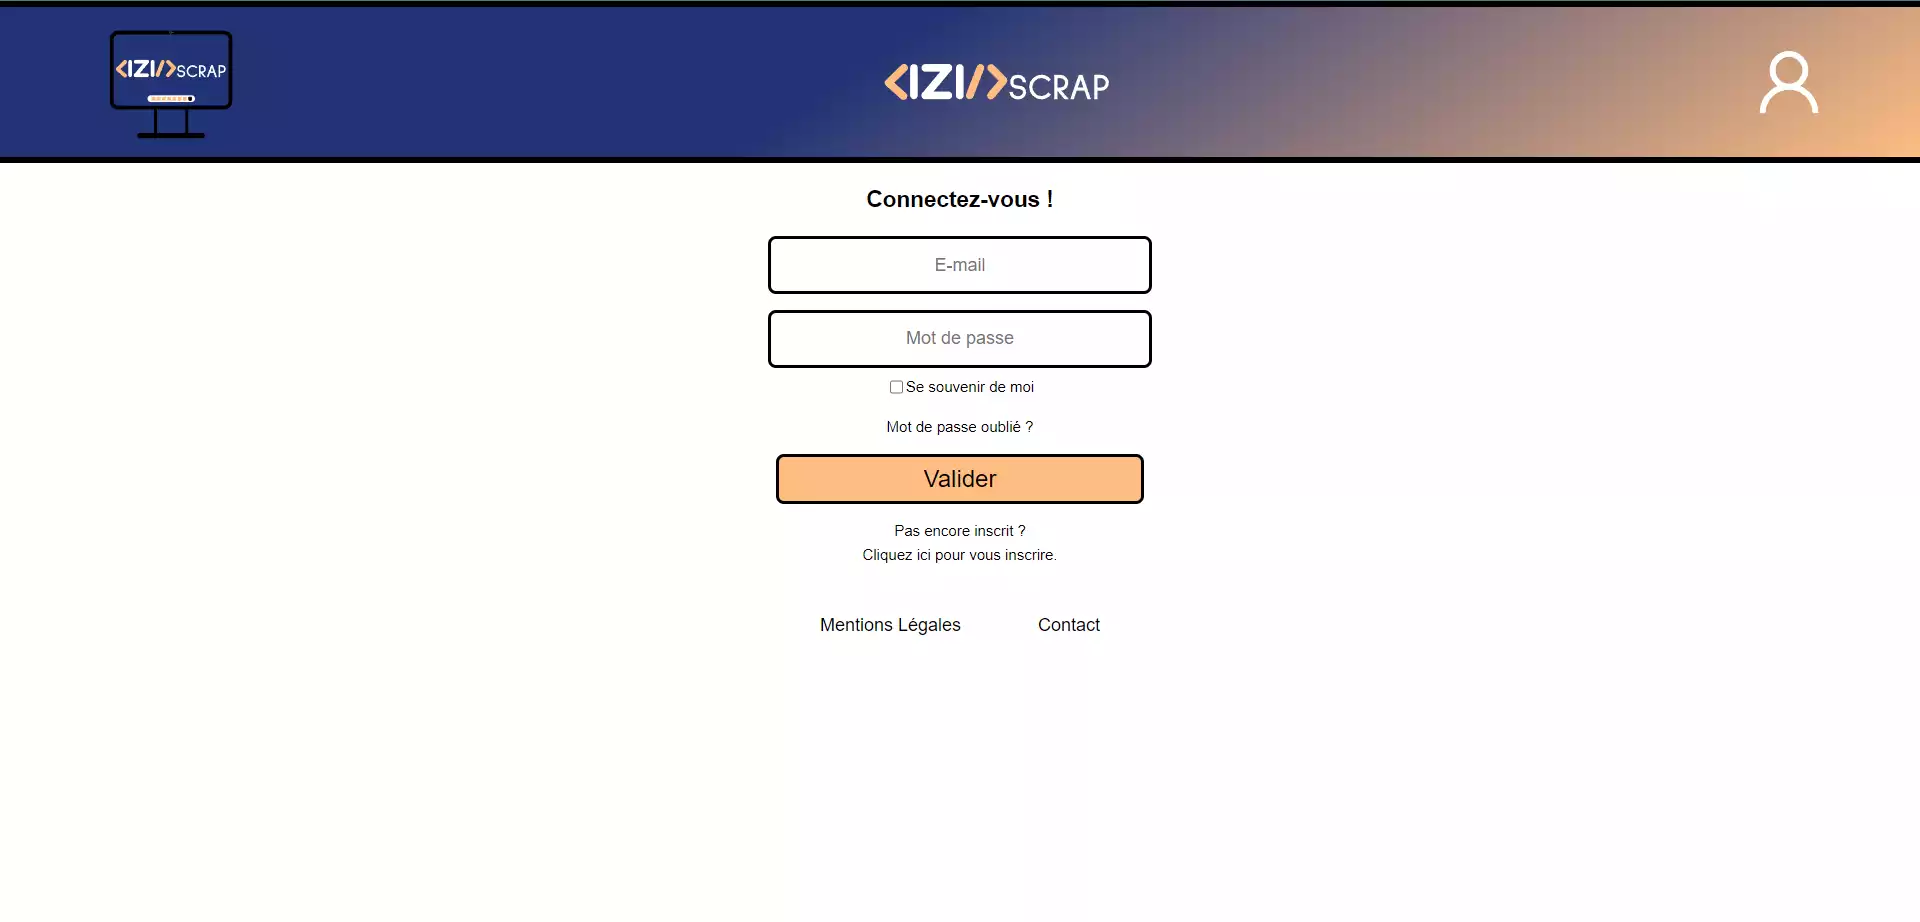 <IZI/>SCRAP
<IZI/>SCRAP
Connectez-vous !
E-mail
Mot de passe
Se souvenir de moi
Mot de passe oublié ?
Valider
Pas encore inscrit ?
Cliquez ici pour vous inscrire.
Mentions Légales
Contact